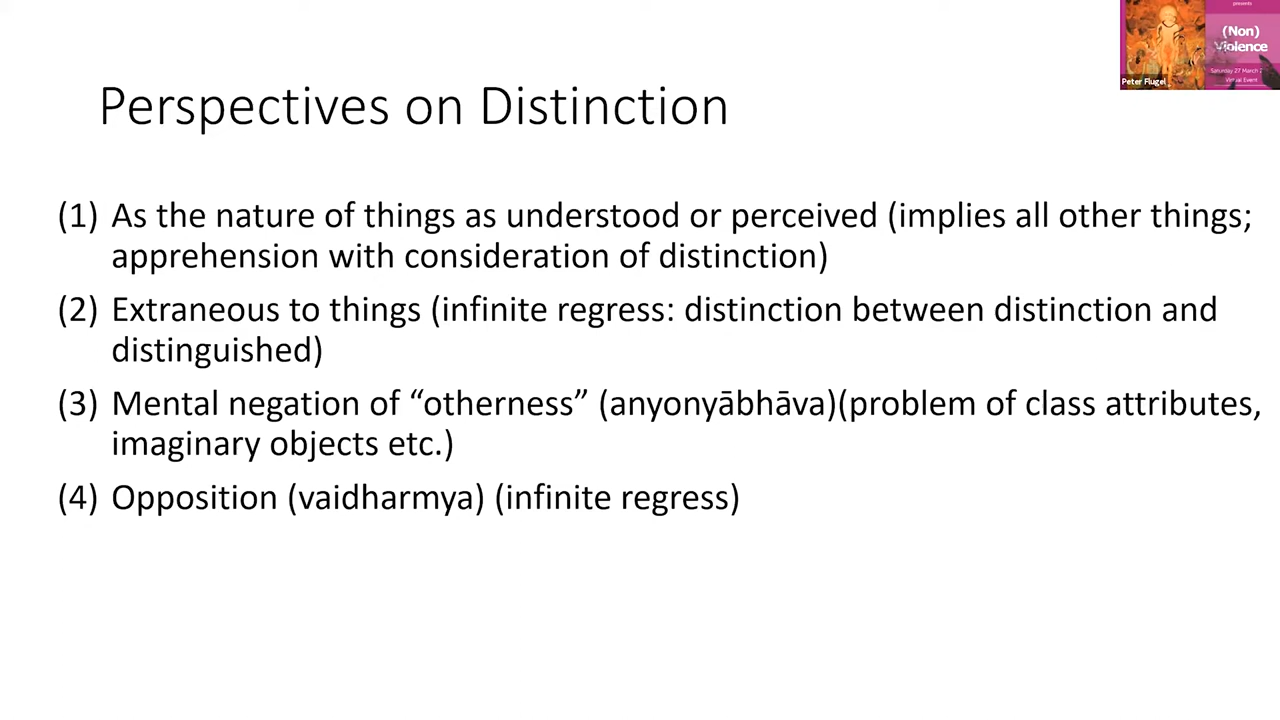 presents
(Non)
Violence
Saturday 27 March 2
Virtual Event
Peter Flugel
Perspectives on Distinction
(1) As the nature of things as understood or perceived (implies all other things;
apprehension with consideration of distinction)
(2) Extraneous to things (infinite regress: distinction between distinction and
distinguished)
(3) Mental negation of “otherness” (anyonyābhāva)(problem of class attributes,
imaginary objects etc.)
(4) Opposition (vaidharmya) (infinite regress)